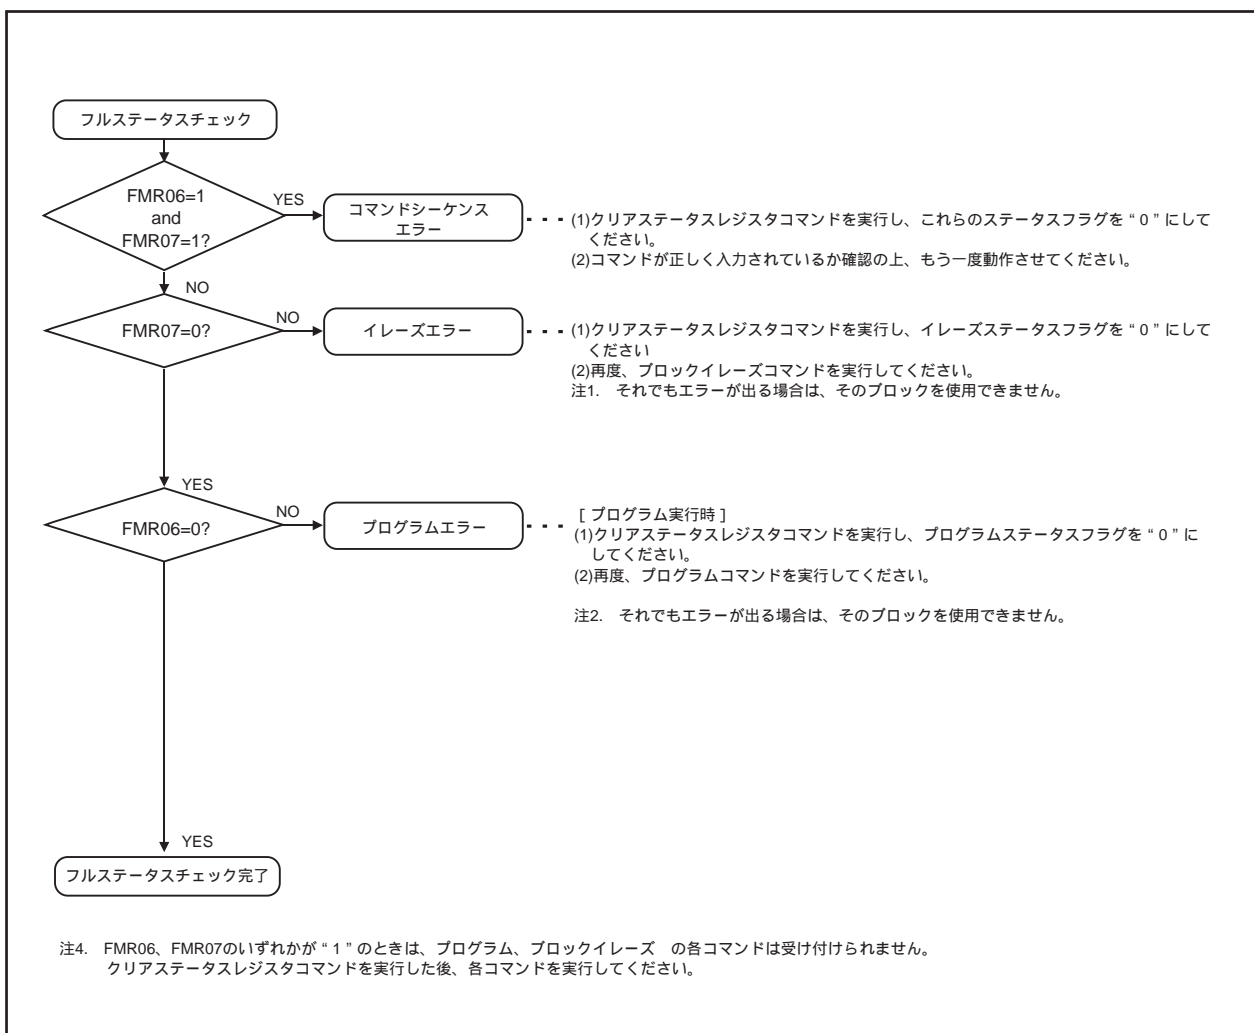 フルステータスチェック
FMR06=1
and
FMR07=1?
YES
コマンドシーケンス
エラー
(1)クリアステータスレジスタコマンドを実行し、これらのステータスフラグを“0”にして
ください。
(2)コマンドが正しく入力されているか確認の上、もう一度動作させてください。
NO
FMR07=0?
NO
イレーズエラー
(1)クリアステータスレジスタコマンドを実行し、イレーズステータスフラグを“0”にして
ください
(2)再度、ブロックイレーズコマンドを実行してください。
注1. それでもエラーが出る場合は、そのブロックを使用できません。
YES
FMR06=0?
NO
プログラムエラー
[プログラム実行時]
(1)クリアステータスレジスタコマンドを実行し、プログラムステータスフラグを“0”に
してください。
(2)再度、プログラムコマンドを実行してください。
注2. それでもエラーが出る場合は、そのブロックを使用できません。
YES
フルステータスチェック完了
注4. FMR06、FMR07のいずれかが“1”のときは、プログラム、ブロックイレーズ の各コマンドは受け付けられません。
クリアステータスレジスタコマンドを実行した後、各コマンドを実行してください。